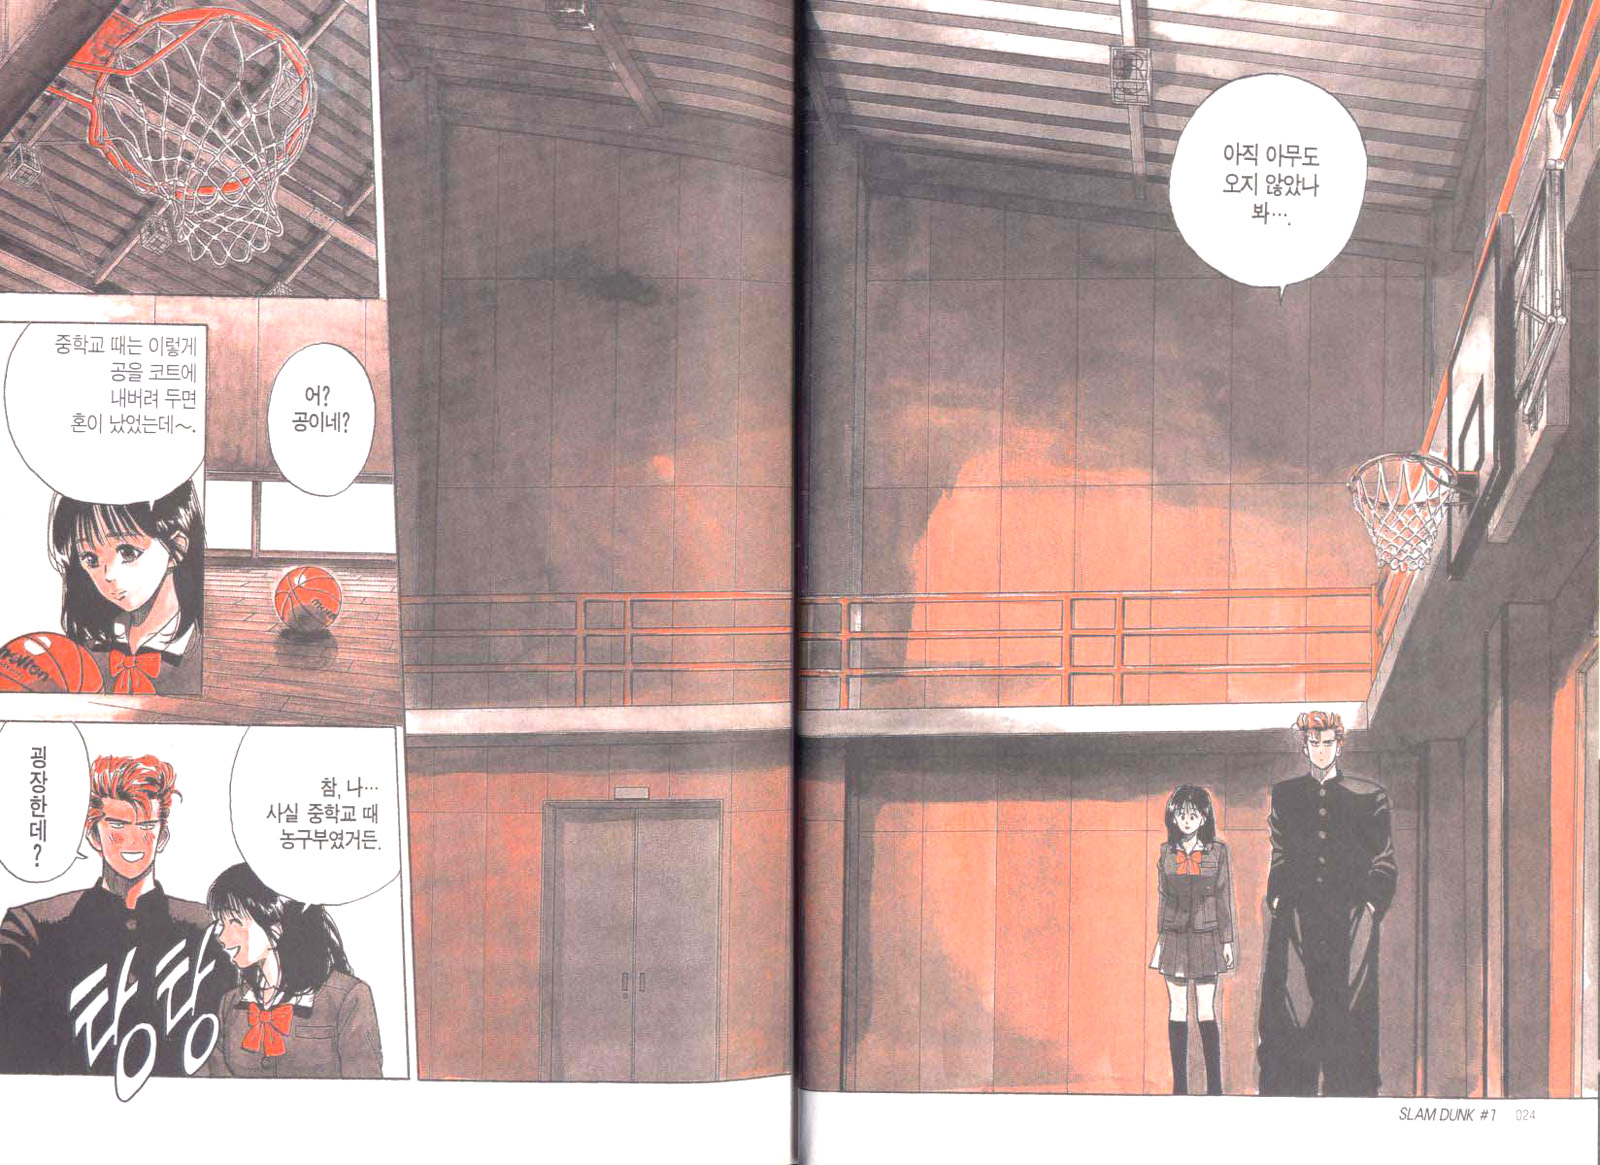 아직 아무도
오지 않았나
봐….
SLAM DUNK #1 024
어?
공이네?
중학교 때는 이렇게
공을 코트에
내버려 두면
혼이 났었는데~.
molten
참, 나…
사실 중학교 때
농구부였거든.
굉장한데?
탕탕